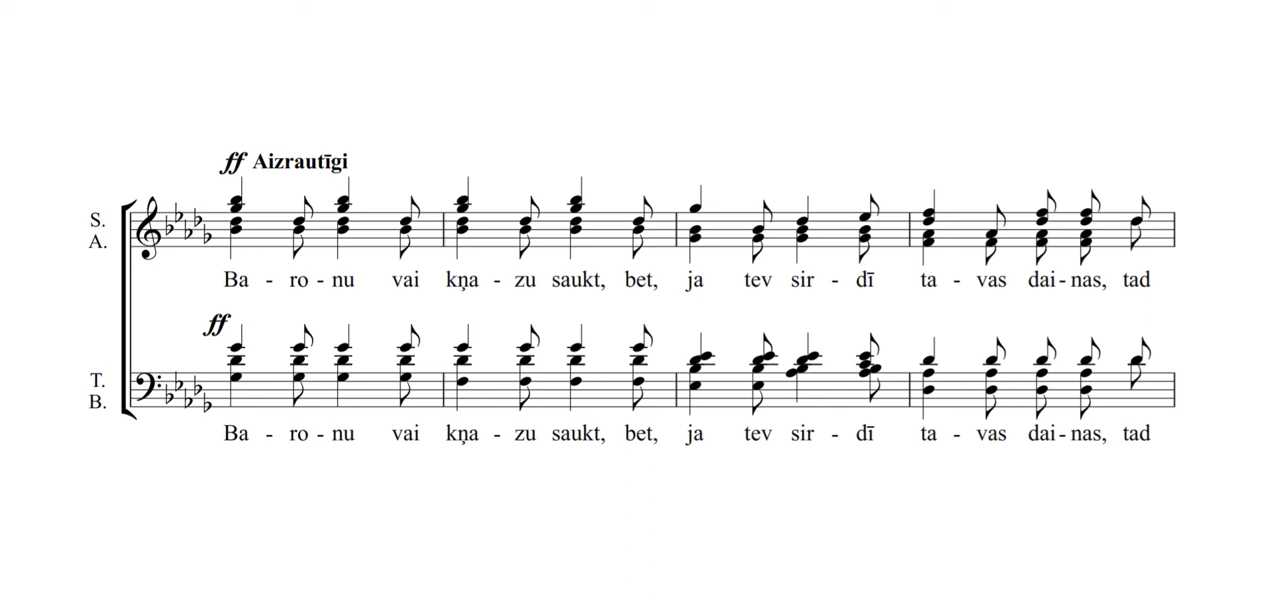 ff Aizrautīgi
S.
A.
Ba - ro - nu vai kņa - zu saukt, bet, ja tev sir - dī ta - vas dai - nas, tad
ff
T.
B.
Ba - ro - nu vai kņa - zu saukt, bet, ja tev sir - dī ta - vas dai - nas, tad